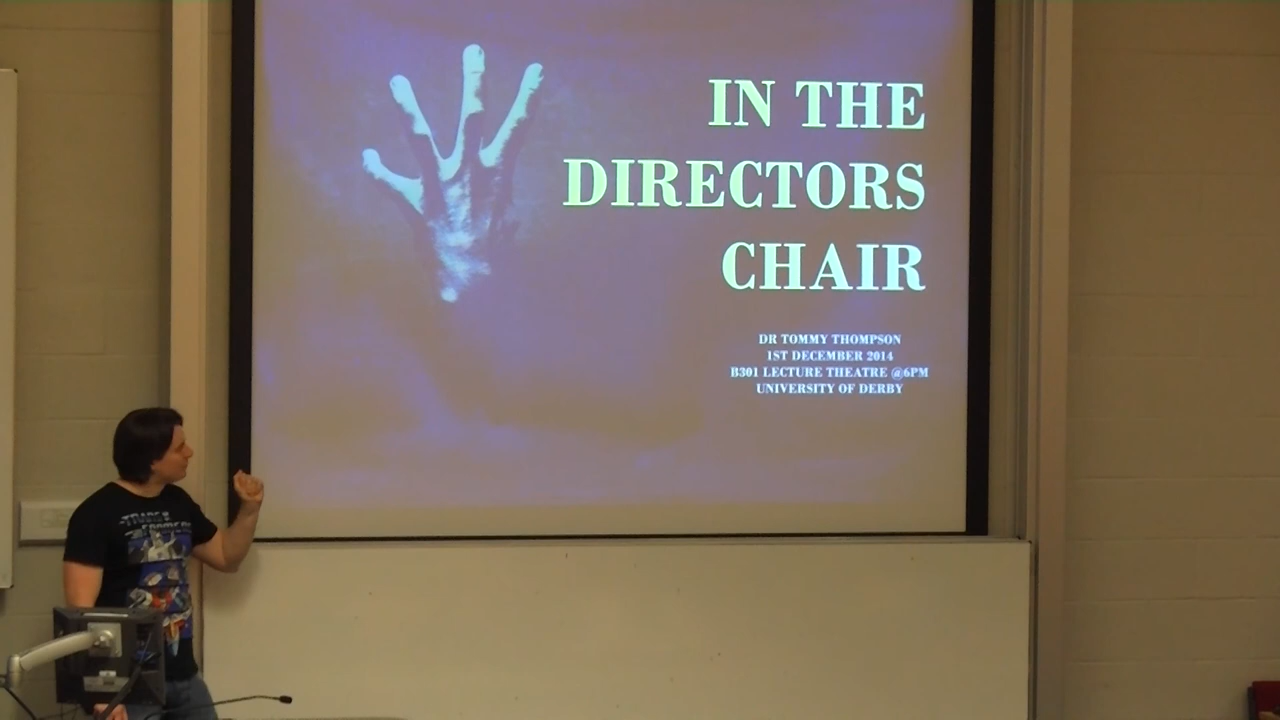 IN THE
DIRECTORS
CHAIR
DR TOMMY THOMPSON
1ST DECEMBER 2014
B301 LECTURE THEATRE @6PM
UNIVERSITY OF DERBY